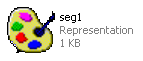 seg1
Representation
1 KB